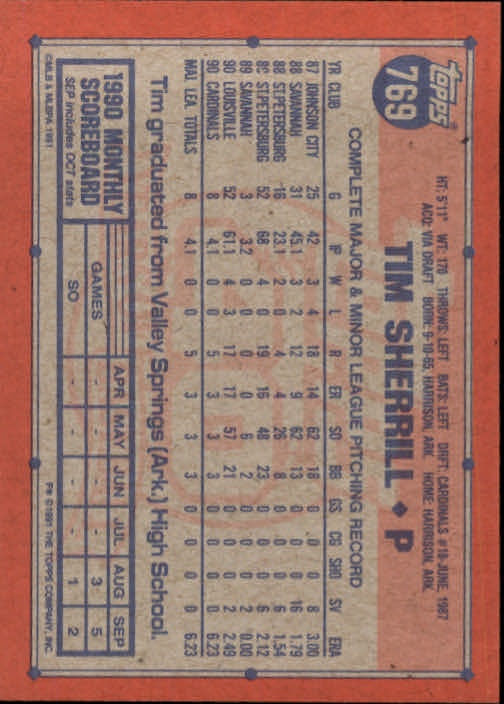 TOPPS
769
HT: 5'11" WT: 170 THROWS: LEFT BATS: LEFT DRFT: CARDINALS #18-JUNE, 1987
ACQ: VIA DRAFT BORN: 9-10-65, HARRISON, ARK. HOME: HARRISON, ARK.
TIM SHERRILL ♦ P
COMPLETE MAJOR & MINOR LEAGUE PITCHING RECORD
YR CLUB G IP W L R ER SO BB GS CG SHO SV ERA
87 JOHNSON CITY 25 42 3 4 18 14 62 18 0 0 0 8 3.00
88 SAVANNAH 31 45.1 3 2 12 9 62 13 0 0 0 16 1.79
88 ST.PETERSBURG 16 23.1 2 0 4 4 26 8 0 0 0 6 1.54
89 ST.PETERSBURG 52 68 4 0 19 16 48 23 0 0 0 6 2.12
89 SAVANNAH 3 3.2 0 0 0 0 6 2 0 0 0 2 0.00
90 LOUISVILLE 52 61.1 4 3 17 17 57 21 0 0 0 2 2.49
90 CARDINALS 8 4.1 0 0 5 3 3 3 0 0 0 0 6.23
MAJ. LEA. TOTALS 8 4.1 0 0 5 3 3 3 0 0 0 0 6.23
Tim graduated from Valley Springs (Ark.) High School.
1990 MONTHLY
SCOREBOARD
SEP includes OCT stats
APR MAY JUN JUL AUG SEP
GAMES - - - - 3 5
SO - - - - 1 2
©MLB & MLBPA 1991
P® ©1991 THE TOPPS COMPANY, INC.